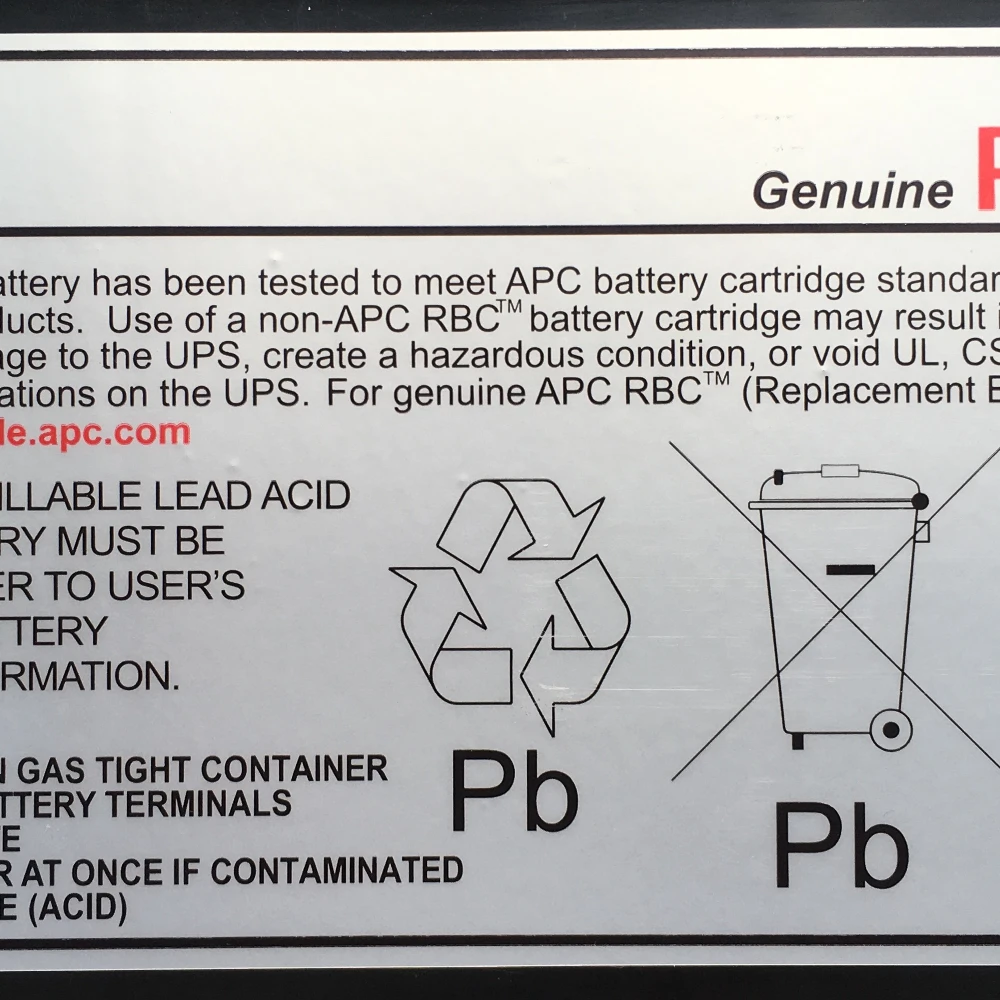 Genuine
attery has been tested to meet APC battery cartridge standar
ducts. Use of a non-APC RBC™ battery cartridge may result i
age to the UPS, create a hazardous condition, or void UL, CS
ations on the UPS. For genuine APC RBC™ (Replacement B
le.apc.com
ILLABLE LEAD ACID
RY MUST BE
ER TO USER'S
TTERY
RMATION.
N GAS TIGHT CONTAINER
TTERY TERMINALS
E
R AT ONCE IF CONTAMINATED
E (ACID)
Pb
Pb